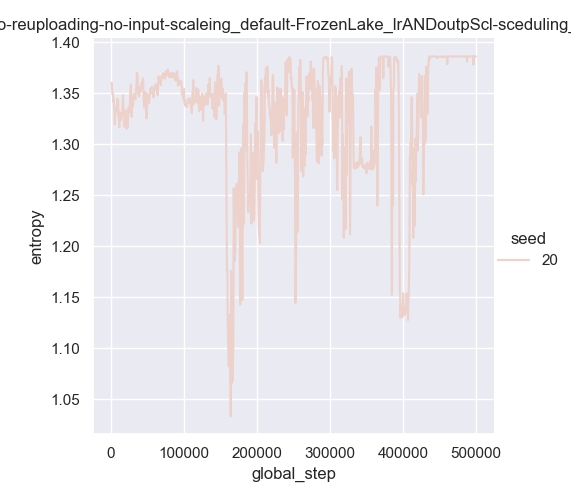 o-reuploading-no-input-scaleing_default-FrozenLake_lrANDoutpScl-sceduling_
1.40
1.35
1.30
1.25
1.20
1.15
1.10
1.05
entropy
seed
20
0 100000 200000 300000 400000 500000
global_step